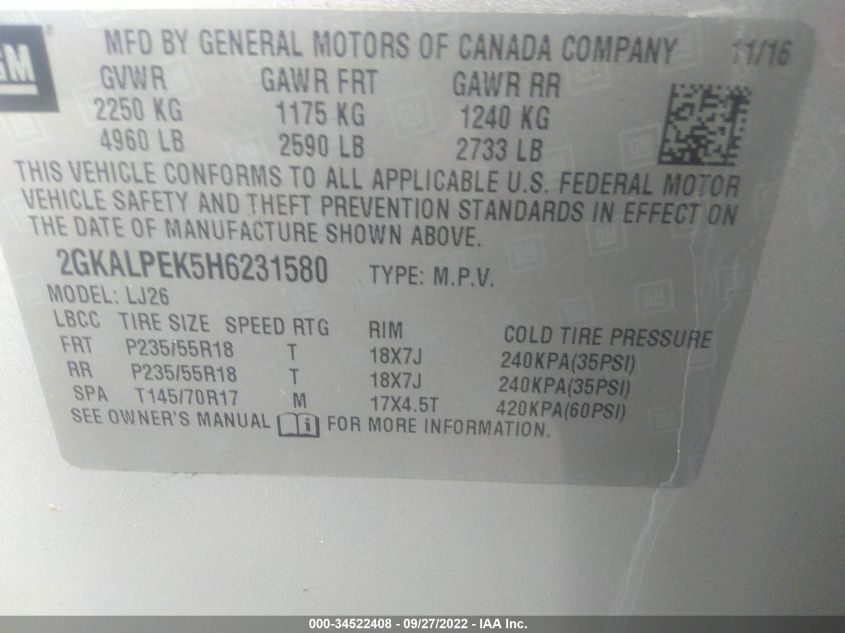 GM
MFD BY GENERAL MOTORS OF CANADA COMPANY 11/16
GVWR GAWR FRT GAWR RR
2250 KG 1175 KG 1240 KG
4960 LB 2590 LB 2733 LB
THIS VEHICLE CONFORMS TO ALL APPLICABLE U.S. FEDERAL MOTOR
VEHICLE SAFETY AND THEFT PREVENTION STANDARDS IN EFFECT ON
THE DATE OF MANUFACTURE SHOWN ABOVE.
2GKALPEK5H6231580 TYPE: M.P.V.
MODEL: LJ26
LBCC TIRE SIZE SPEED RTG RIM COLD TIRE PRESSURE
FRT P235/55R18 T 18X7J 240KPA(35PSI)
RR P235/55R18 T 18X7J 240KPA(35PSI)
SPA T145/70R17 M 17X4.5T 420KPA(60PSI)
SEE OWNER'S MANUAL i FOR MORE INFORMATION.
000-34522408 - 09/27/2022 - IAA Inc.